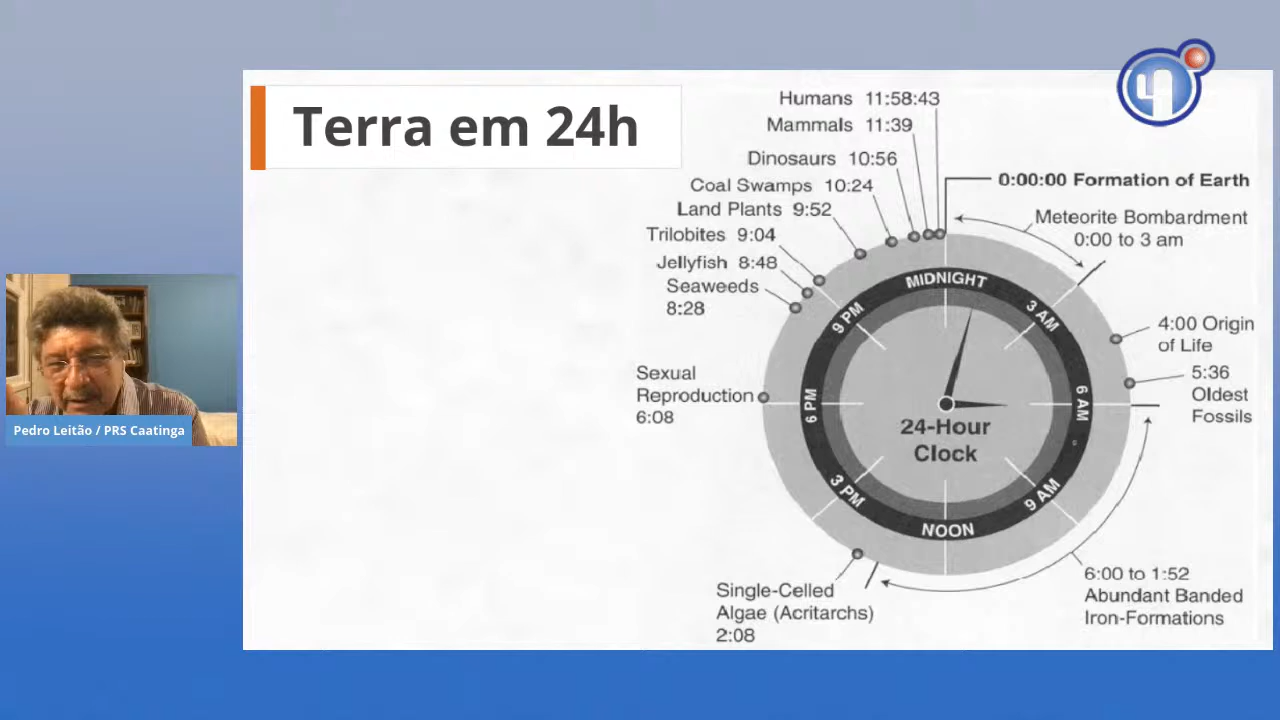 Terra em 24h
Humans 11:58:43
Mammals 11:39
Dinosaurs 10:56
Coal Swamps 10:24
Land Plants 9:52
Trilobites 9:04
Jellyfish 8:48
Seaweeds
8:28
Sexual
Reproduction
6:08
Single-Celled
Algae (Acritarchs)
2:08
0:00:00 Formation of Earth
Meteorite Bombardment
0:00 to 3 am
4:00 Origin
of Life
5:36
Oldest
Fossils
6:00 to 1:52
Abundant Banded
Iron-Formations
MIDNIGHT
3 AM
6 AM
9 AM
NOON
3 PM
6 PM
9 PM
24-Hour
Clock
Pedro Leitão / PRS Caatinga
4